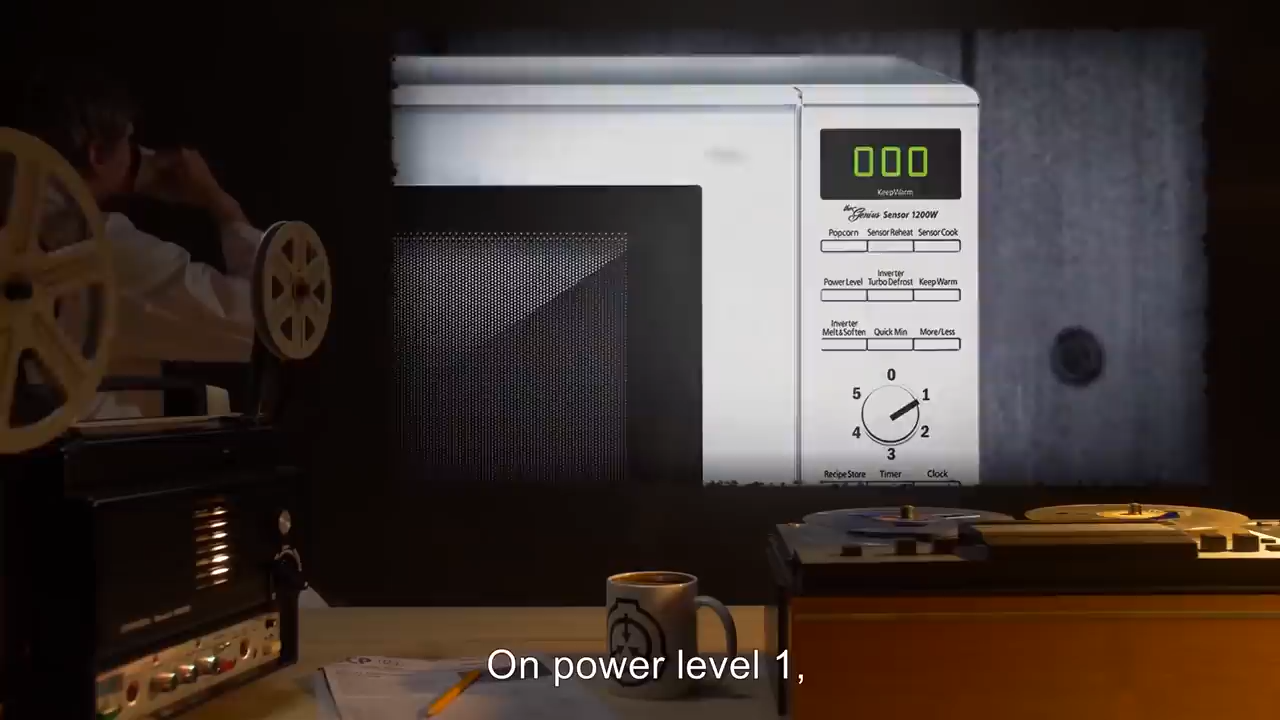 000
KeepWarm
the Genius Sensor 1200W
Popcorn Sensor Reheat Sensor Cook
Power Level Inverter Turbo Defrost Keep Warm
Inverter Melt & Soften Quick Min More/Less
0
5 1
4 2
3
Recipe Store Timer Clock
On power level 1,